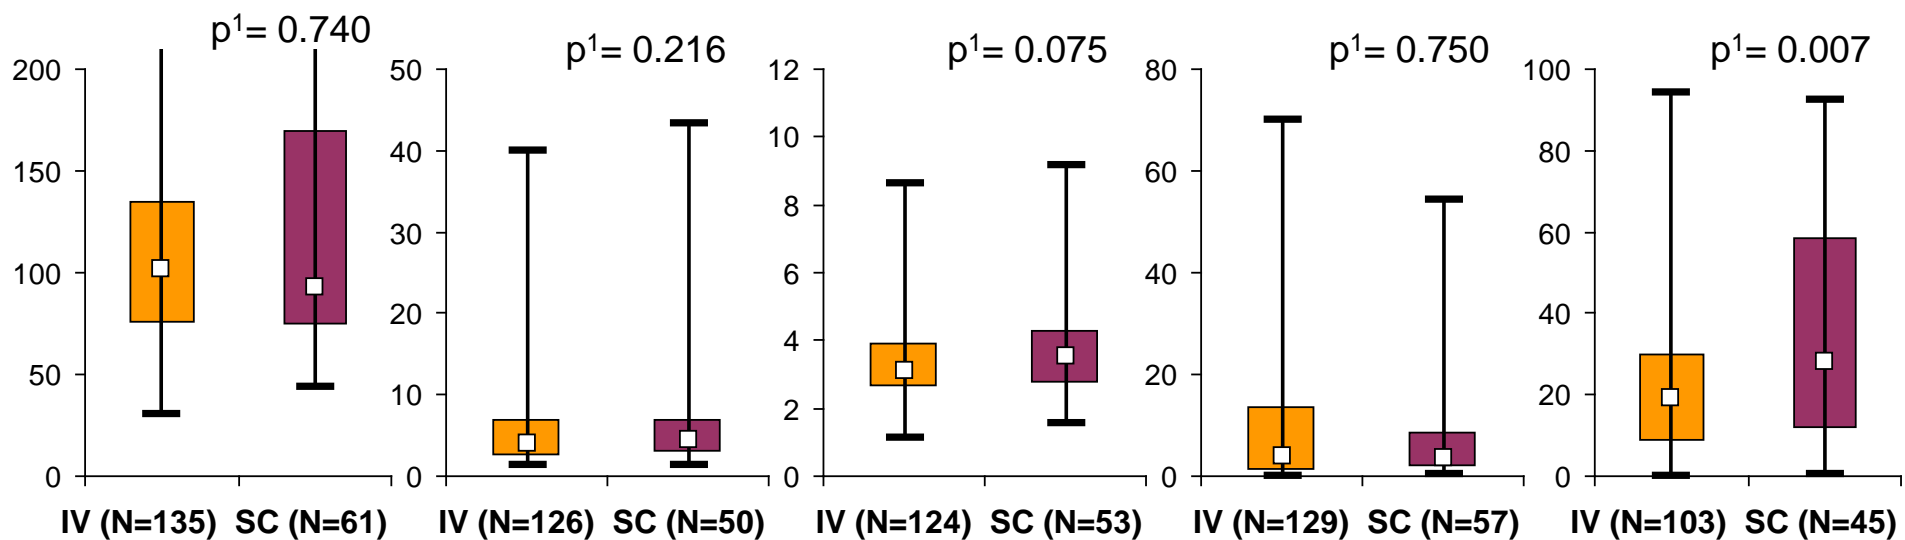 p¹= 0.740
200
150
100
50
0
IV (N=135) SC (N=61)
p¹= 0.216
50
40
30
20
10
0
IV (N=126) SC (N=50)
p¹= 0.075
12
10
8
6
4
2
0
IV (N=124) SC (N=53)
p¹= 0.750
80
60
40
20
0
IV (N=129) SC (N=57)
p¹= 0.007
100
80
60
40
20
0
IV (N=103) SC (N=45)